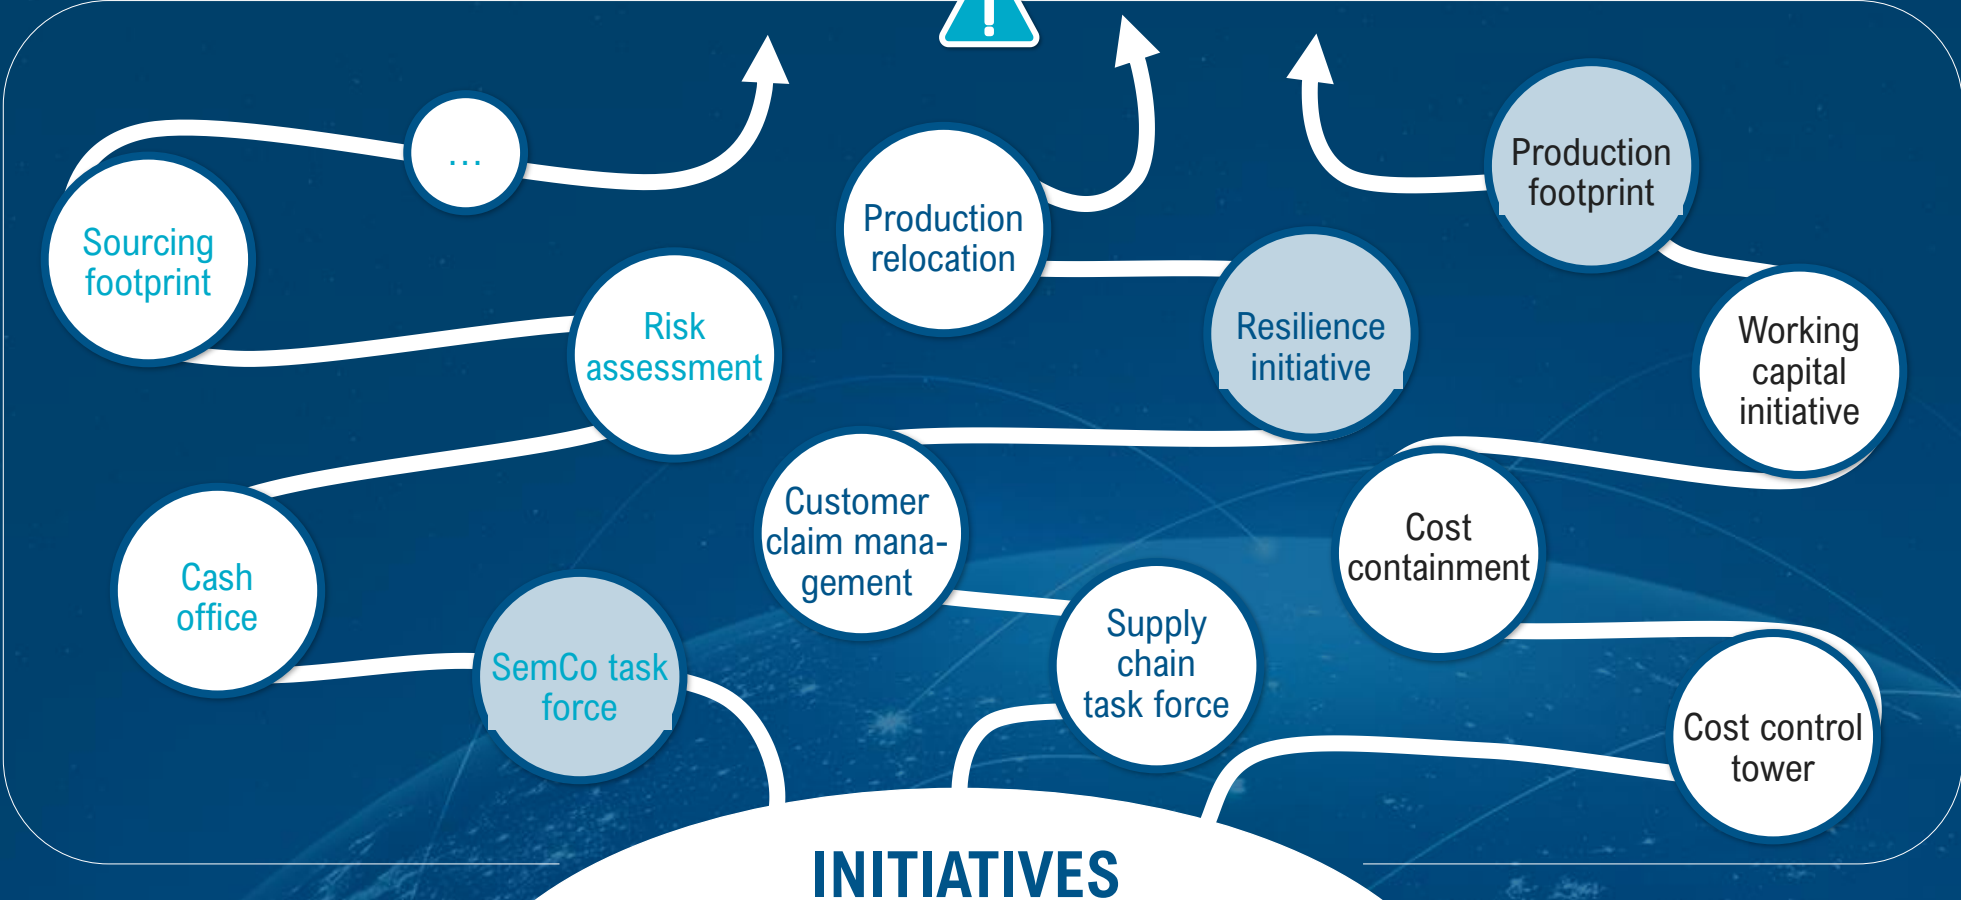 !
...
Production
footprint
Sourcing
footprint
Production
relocation
Risk
assessment
Resilience
initiative
Working
capital
initiative
Customer
claim mana-
gement
Cost
containment
Cash
office
SemCo task
force
Supply
chain
task force
Cost control
tower
INITIATIVES